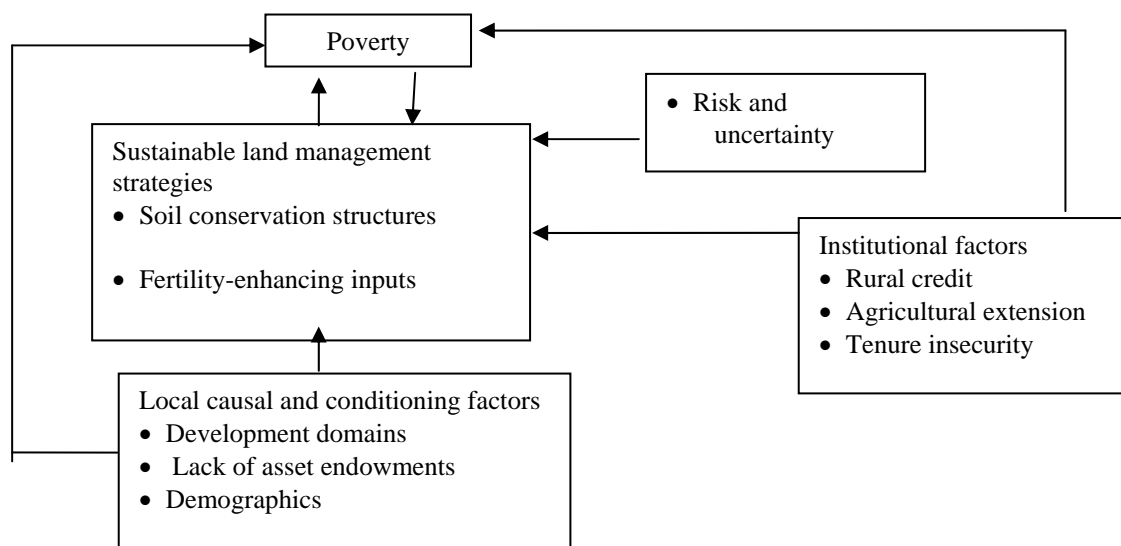 Poverty
• Risk and
uncertainty
Sustainable land management
strategies
• Soil conservation structures
• Fertility-enhancing inputs
Institutional factors
• Rural credit
• Agricultural extension
• Tenure insecurity
Local causal and conditioning factors
• Development domains
• Lack of asset endowments
• Demographics